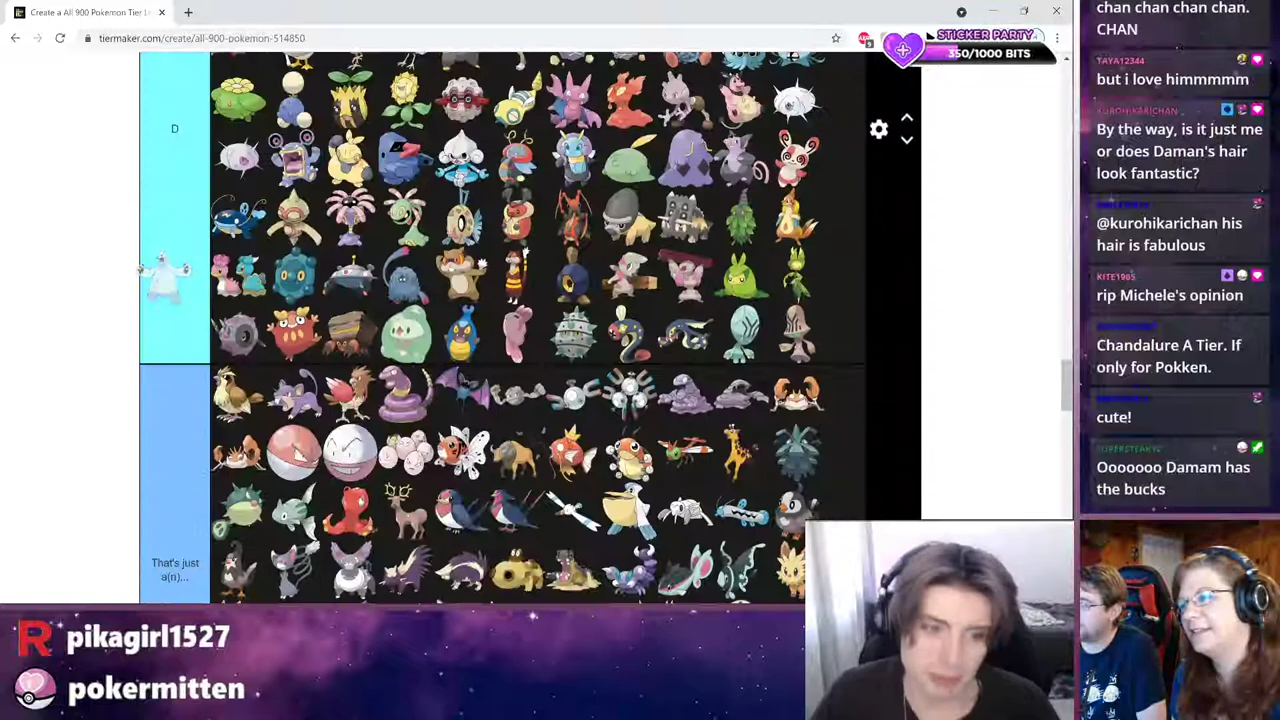 Create a All 900 Pokemon Tier L
tiermaker.com/create/all-900-pokemon-514850
STICKER PARTY
350/1000 BITS
D
That's just
a(n)...
chan chan chan chan.
CHAN
TAYA12344
but i love himmmmm
KUROHIKARICHAN
By the way, is it just me
or does Daman's hair
look fantastic?
@kurohikarichan his
hair is fabulous
KITE1985
rip Michele's opinion
Chandalure A Tier. If
only for Pokken.
cute!
SUPERSTEAKYC
Ooooooo Damam has
the bucks
R pikagirl1527
pokermitten